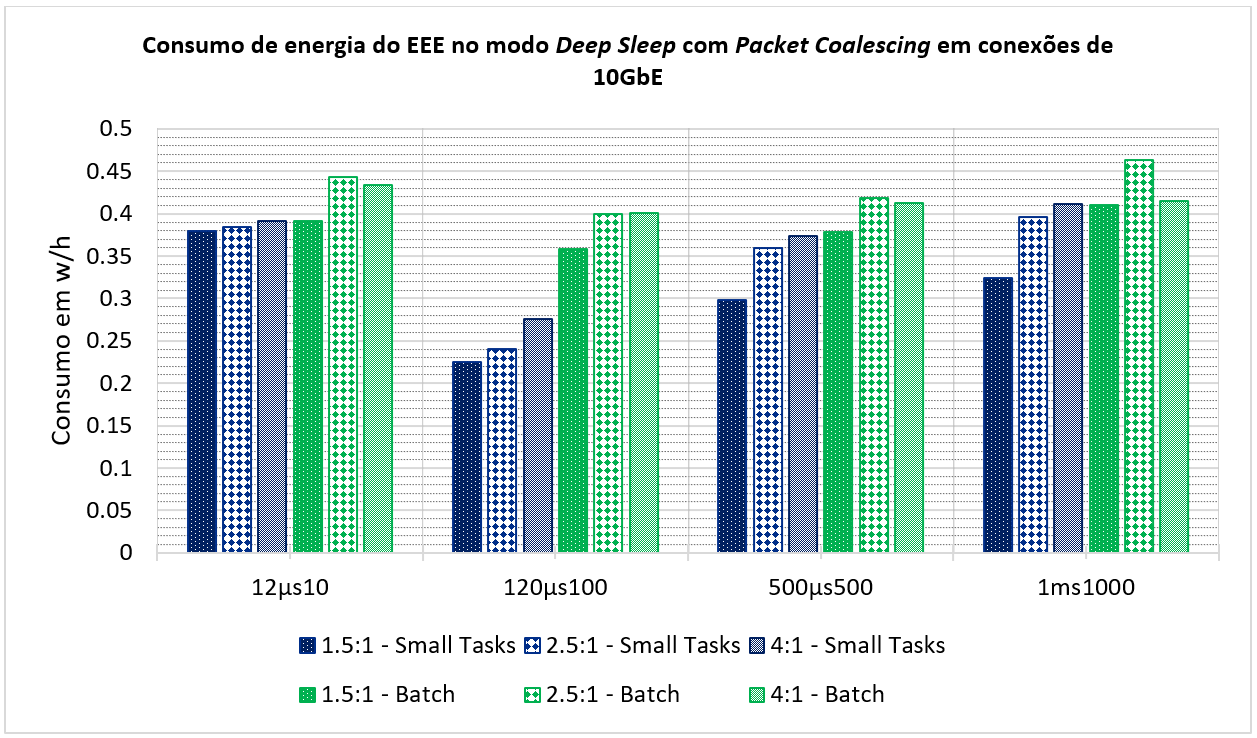 Consumo de energia do EEE no modo Deep Sleep com Packet Coalescing em conexões de
10GbE
Consumo em w/h
0.5
0.45
0.4
0.35
0.3
0.25
0.2
0.15
0.1
0.05
0
12µs10 120µs100 500µs500 1ms1000
1.5:1 - Small Tasks 2.5:1 - Small Tasks 4:1 - Small Tasks
1.5:1 - Batch 2.5:1 - Batch 4:1 - Batch